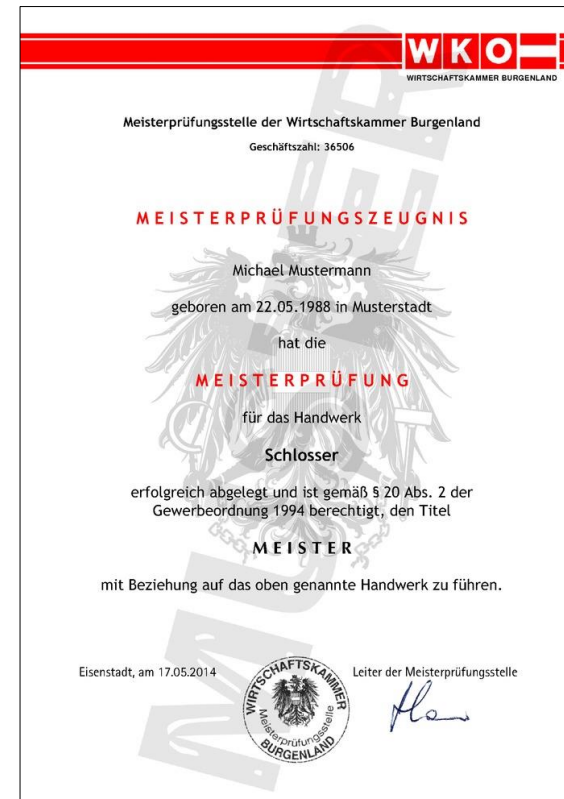 WKO
WIRTSCHAFTSKAMMER BURGENLAND
Meisterprüfungsstelle der Wirtschaftskammer Burgenland
Geschäftszahl: 36506
MEISTERPRÜFUNGSZEUGNIS
Michael Mustermann
geboren am 22.05.1988 in Musterstadt
hat die
MEISTERPRÜFUNG
für das Handwerk
Schlosser
erfolgreich abgelegt und ist gemäß § 20 Abs. 2 der
Gewerbeordnung 1994 berechtigt, den Titel
MEISTER
mit Beziehung auf das oben genannte Handwerk zu führen.
Eisenstadt, am 17.05.2014
Leiter der Meisterprüfungsstelle
WIRTSCHAFTSKAMMER
Meisterprüfungsstelle
BURGENLAND
MUSTER